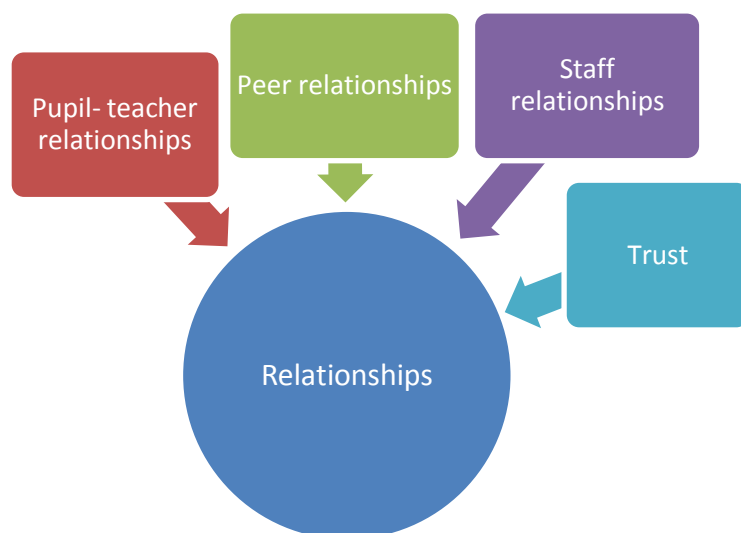 Pupil- teacher
relationships
Peer relationships
Staff
relationships
Trust
Relationships